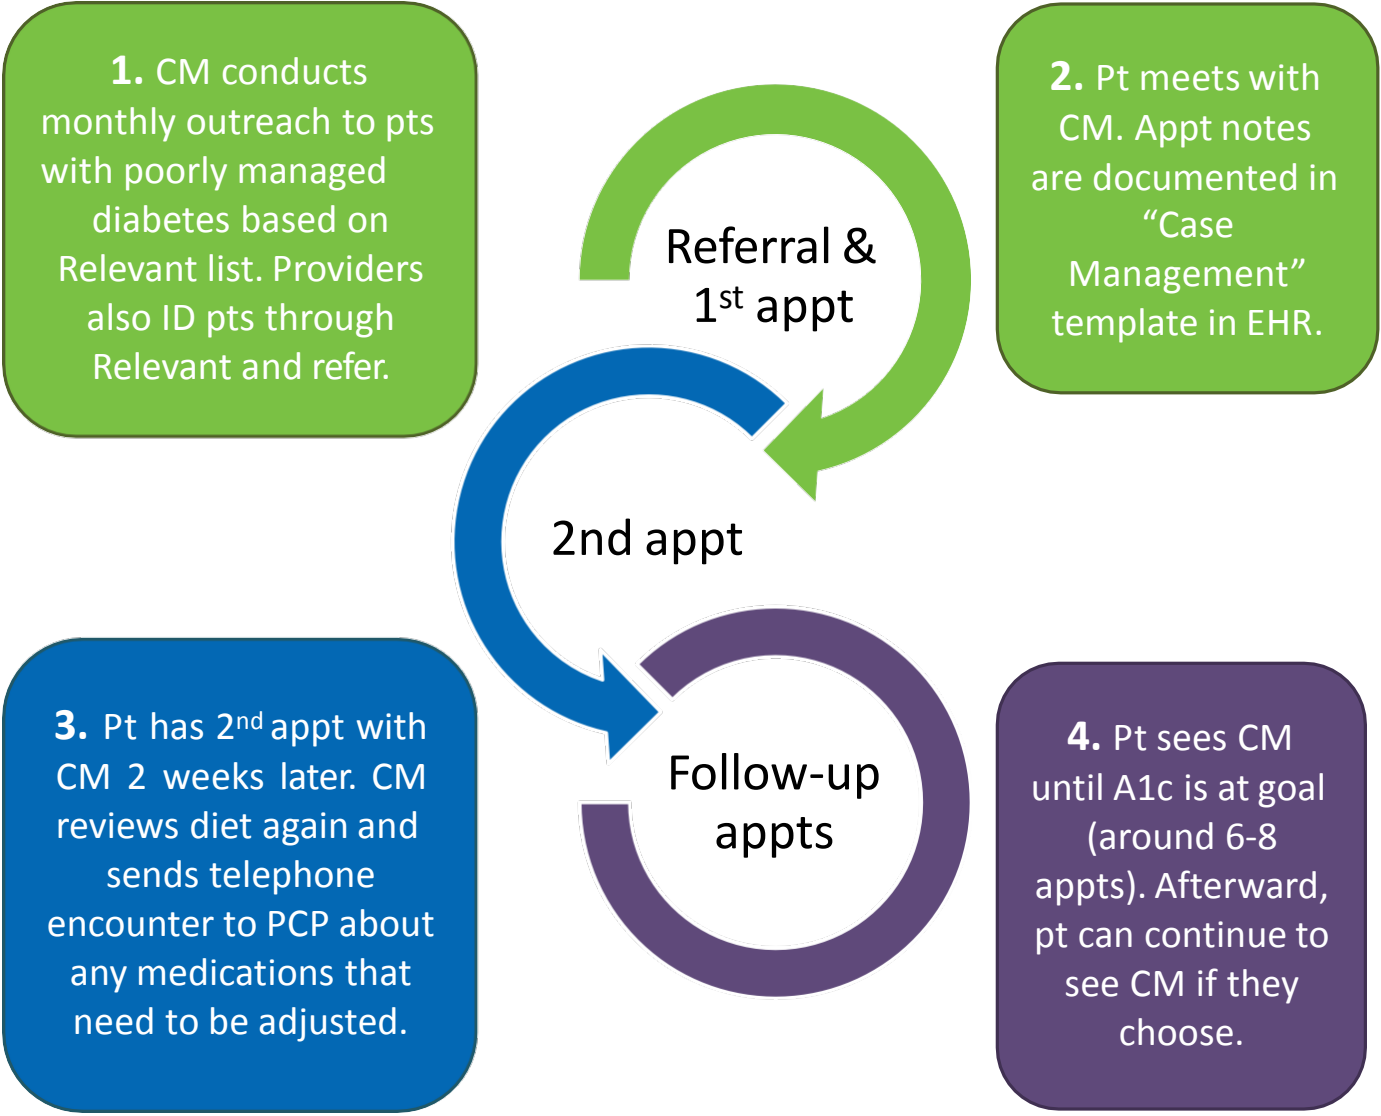 1. CM conducts
monthly outreach to pts
with poorly managed
diabetes based on
Relevant list. Providers
also ID pts through
Relevant and refer.
2. Pt meets with
CM. Appt notes
are documented in
“Case
Management”
template in EHR.
Referral &
1st appt
2nd appt
3. Pt has 2nd appt with
CM 2 weeks later. CM
reviews diet again and
sends telephone
encounter to PCP about
any medications that
need to be adjusted.
Follow-up
appts
4. Pt sees CM
until A1c is at goal
(around 6-8
appts). Afterward,
pt can continue to
see CM if they
choose.